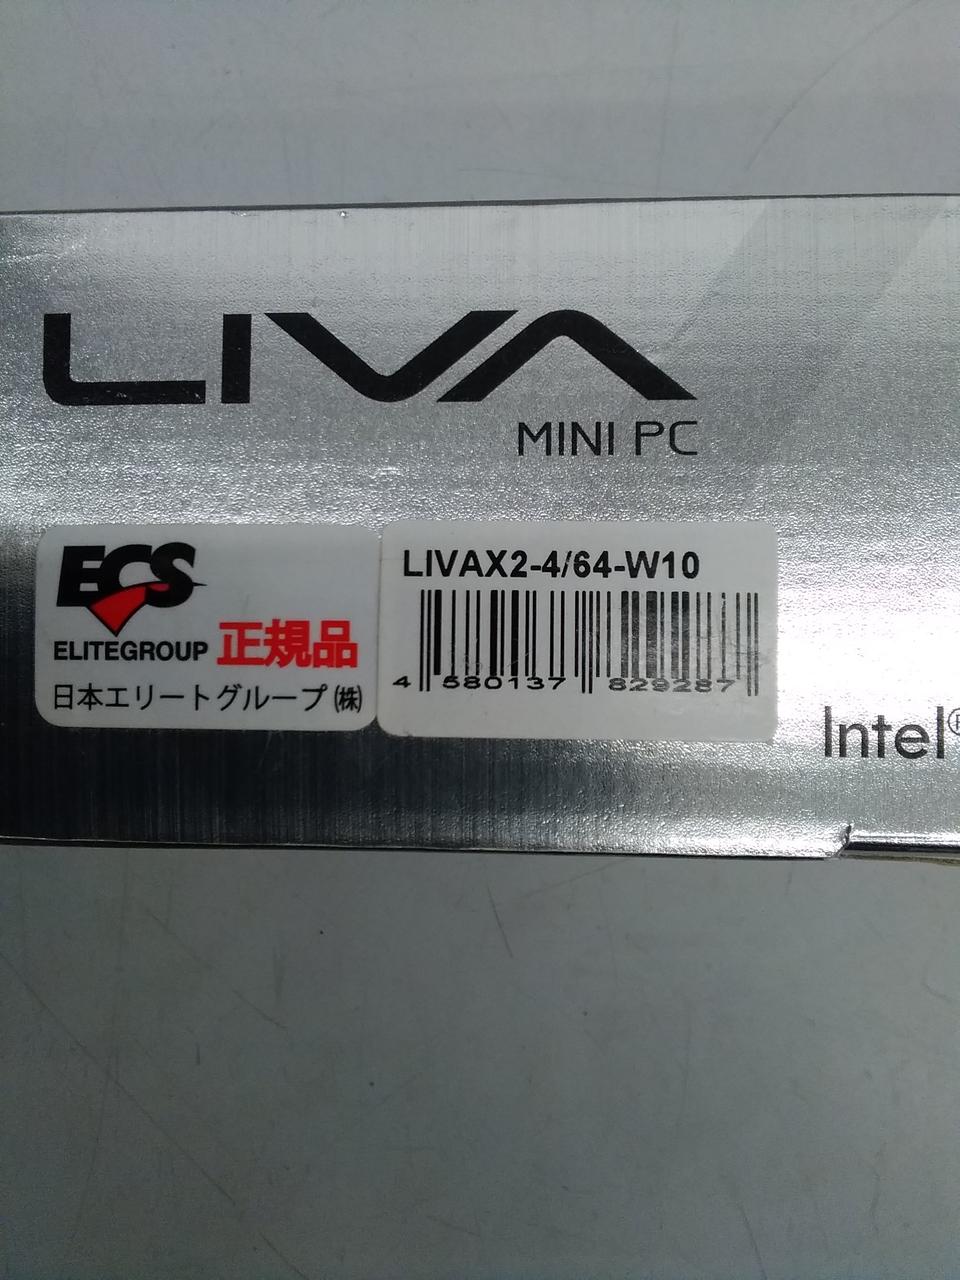 LIVA
MINI PC
ECS
ELITEGROUP 正規品
日本エリートグループ㈱
LIVAX2-4/64-W10
4 580137 829287
Intel®